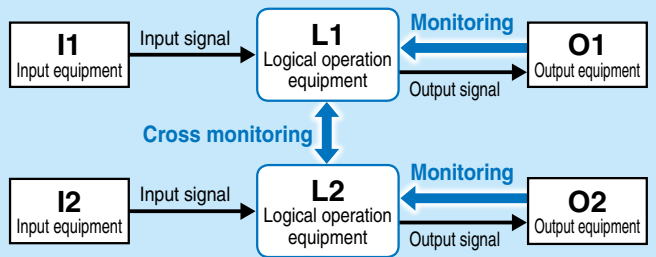 I1
Input equipment
Input signal
L1
Logical operation
equipment
Monitoring
Output signal
O1
Output equipment
Cross monitoring
I2
Input equipment
Input signal
L2
Logical operation
equipment
Monitoring
Output signal
O2
Output equipment